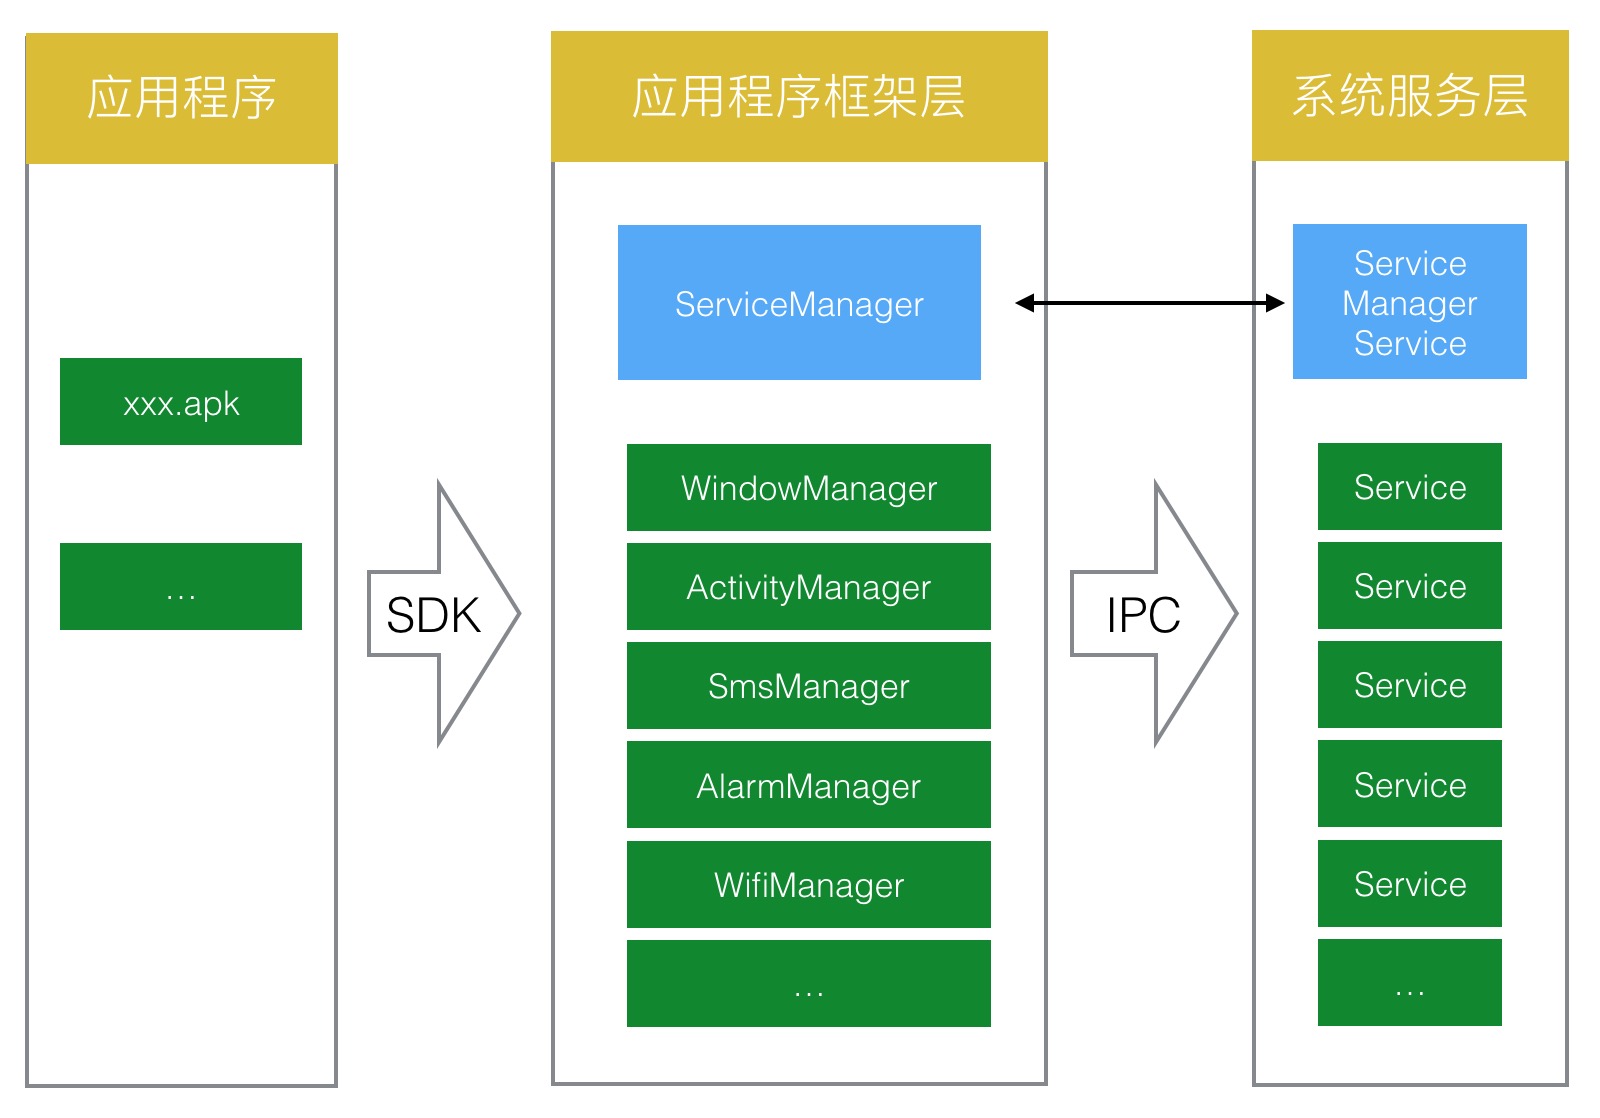 应用程序
xxx.apk
...
SDK
应用程序框架层
ServiceManager
WindowManager
ActivityManager
SmsManager
AlarmManager
WifiManager
...
IPC
系统服务层
Service
Manager
Service
Service
Service
Service
Service
Service
...